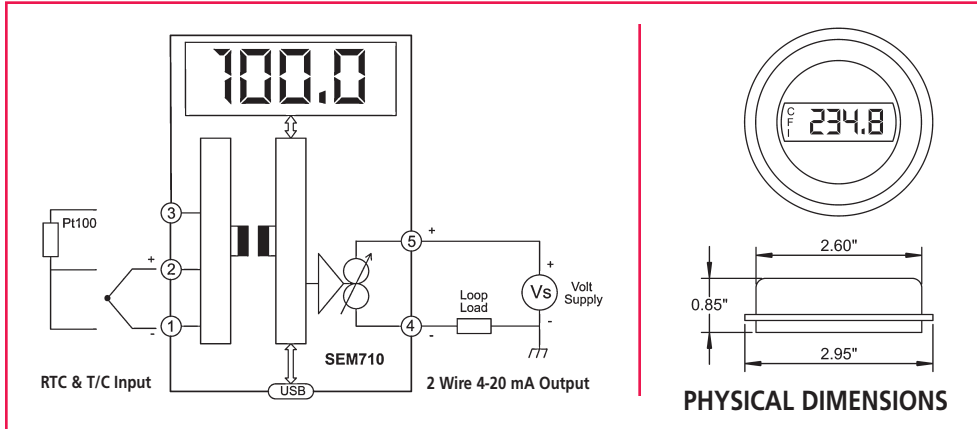 100.0
3
Pt100
2
+
1
-
5
+
4
-
Loop
Load
+
Vs
-
Volt
Supply
SEM710
USB
RTC & T/C Input
2 Wire 4-20 mA Output
C
F
I
234.8
2.60"
0.85"
2.95"
PHYSICAL DIMENSIONS